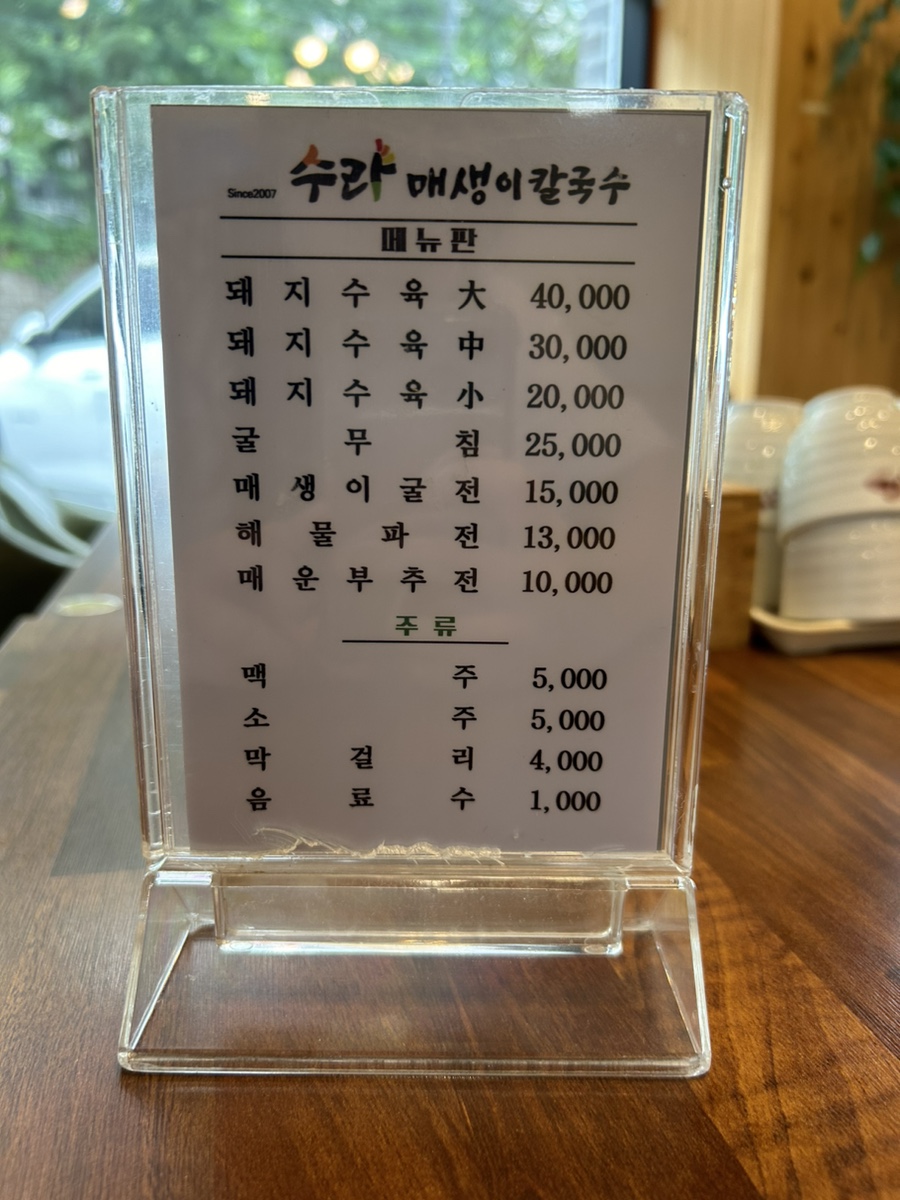 Since2007 수라 매생이칼국수
메뉴판
돼지수육大 40,000
돼지수육中 30,000
돼지수육小 20,000
굴무침 25,000
매생이굴전 15,000
해물파전 13,000
매운부추전 10,000
주류
맥주 5,000
소주 5,000
막걸리 4,000
음료수 1,000